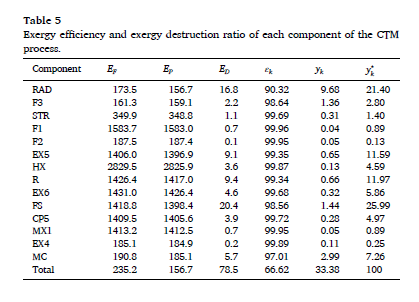 Table 5
Exergy efficiency and exergy destruction ratio of each component of the CTM
process.
Component E_F E_P E_D ε_k y_k y*_k
RAD 173.5 156.7 16.8 90.32 9.68 21.40
F3 161.3 159.1 2.2 98.64 1.36 2.80
STR 349.9 348.8 1.1 99.69 0.31 1.40
F1 1583.7 1583.0 0.7 99.96 0.04 0.89
F2 187.5 187.4 0.1 99.95 0.05 0.13
EX5 1406.0 1396.9 9.1 99.35 0.65 11.59
HX 2829.5 2825.9 3.6 99.87 0.13 4.59
R 1426.4 1417.0 9.4 99.34 0.66 11.97
EX6 1431.0 1426.4 4.6 99.68 0.32 5.86
FS 1418.8 1398.4 20.4 98.56 1.44 25.99
CP5 1409.5 1405.6 3.9 99.72 0.28 4.97
MX1 1413.2 1412.5 0.7 99.95 0.05 0.89
EX4 185.1 184.9 0.2 99.89 0.11 0.25
MC 190.8 185.1 5.7 97.01 2.99 7.26
Total 235.2 156.7 78.5 66.62 33.38 100